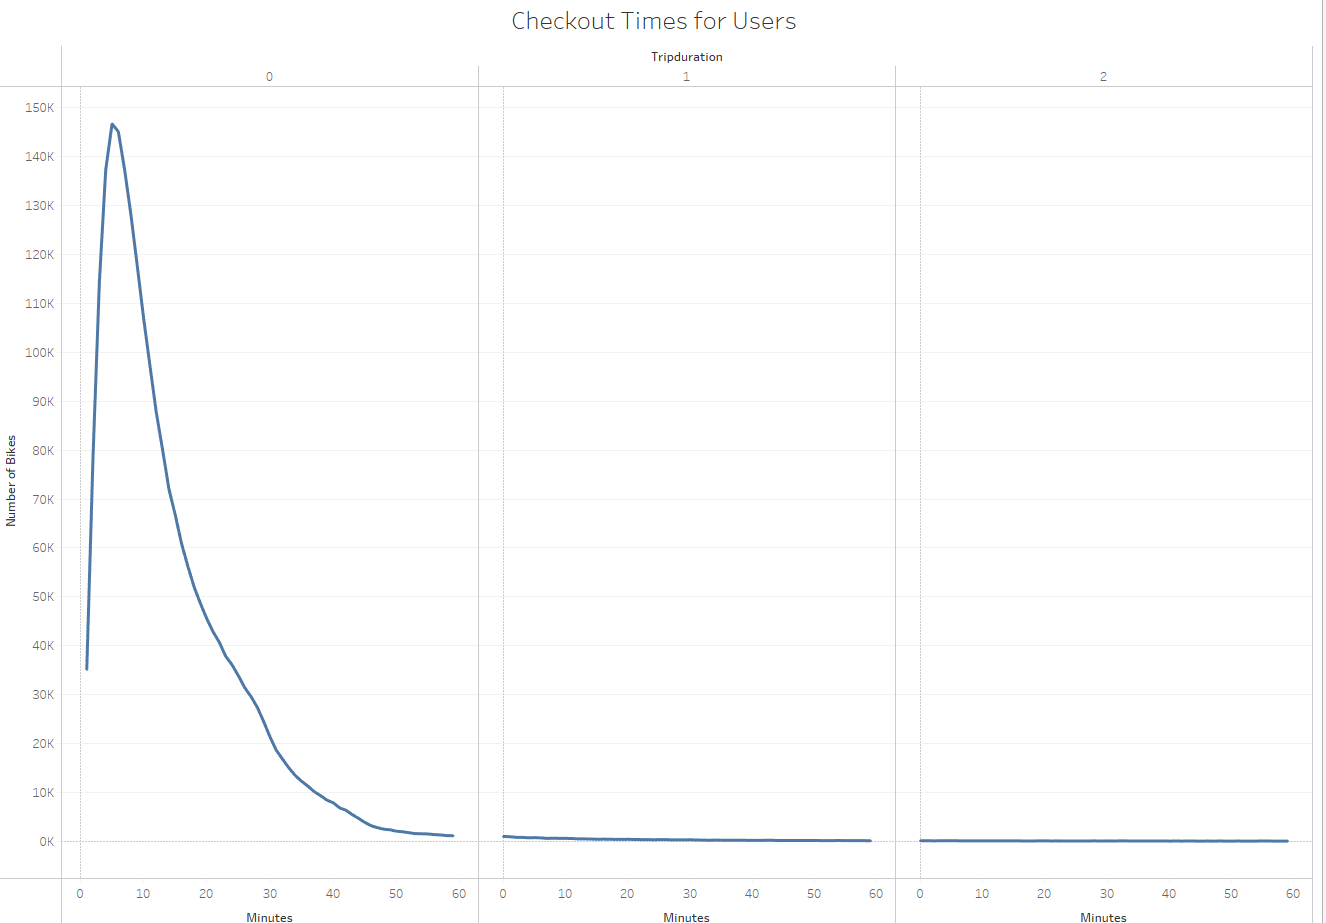 Checkout Times for Users
Tripduration
0 1 2
150K
140K
130K
120K
110K
100K
90K
80K
70K
60K
50K
40K
30K
20K
10K
0K
Number of Bikes
0 10 20 30 40 50 60 0 10 20 30 40 50 60 0 10 20 30 40 50 60
Minutes Minutes Minutes